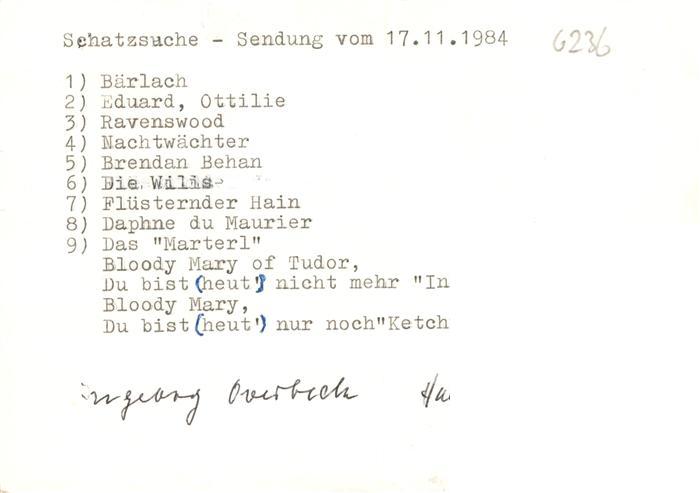 Schatzsuche - Sendung vom 17.11.1984 6236
1) Bärlach
2) Eduard, Ottilie
3) Ravenswood
4) Nachtwächter
5) Brendan Behan
6) Die Wilis
7) Flüsternder Hain
8) Daphne du Maurier
9) Das "Marterl"
Bloody Mary of Tudor,
Du bist (heut') nicht mehr "In
Bloody Mary,
Du bist (heut') nur noch"Ketch
Overbeck